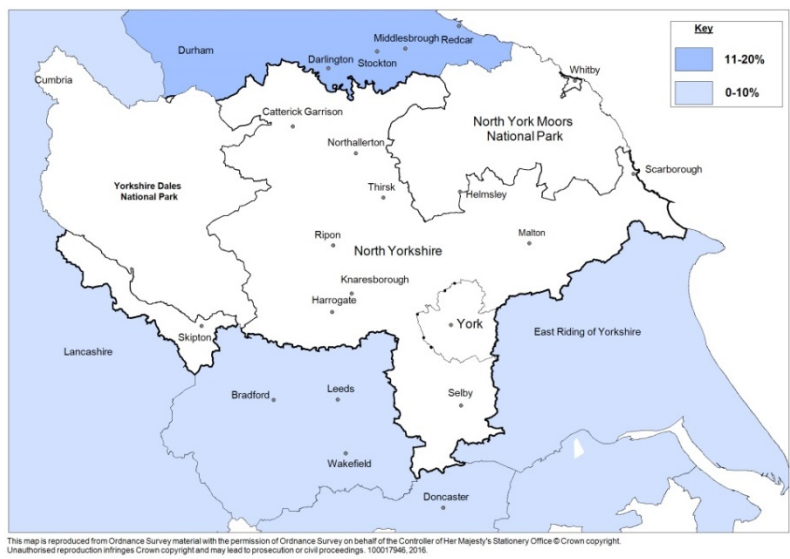 Key
11-20%
0-10%
Durham
Middlesbrough
Redcar
Darlington
Stockton
Cumbria
Whitby
Catterick Garrison
North York Moors
National Park
Northallerton
Scarborough
Yorkshire Dales
National Park
Thirsk
Helmsley
Ripon
North Yorkshire
Malton
Knaresborough
Harrogate
York
East Riding of Yorkshire
Skipton
Lancashire
Bradford
Leeds
Selby
Wakefield
Doncaster
This map is reproduced from Ordnance Survey material with the permission of Ordnance Survey on behalf of the Controller of Her Majesty's Stationery Office © Crown copyright.
Unauthorised reproduction infringes Crown copyright and may lead to prosecution or civil proceedings. 100017946, 2016.